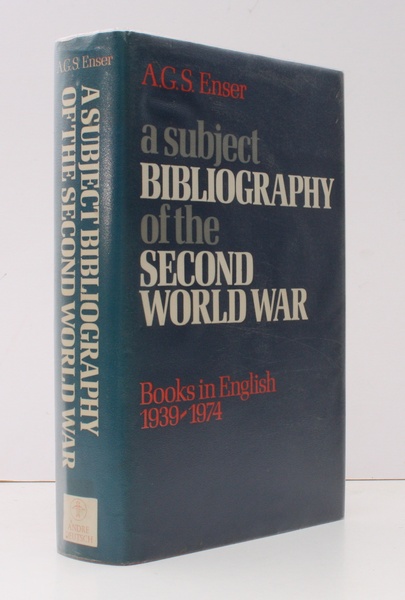 A.G.S. Enser
A SUBJECT BIBLIOGRAPHY
OF THE SECOND WORLD WAR
ANDRE
DEUTSCH
A.G.S. Enser
a subject
BIBLIOGRAPHY
of the
SECOND
WORLD WAR
Books in English
1939-1974